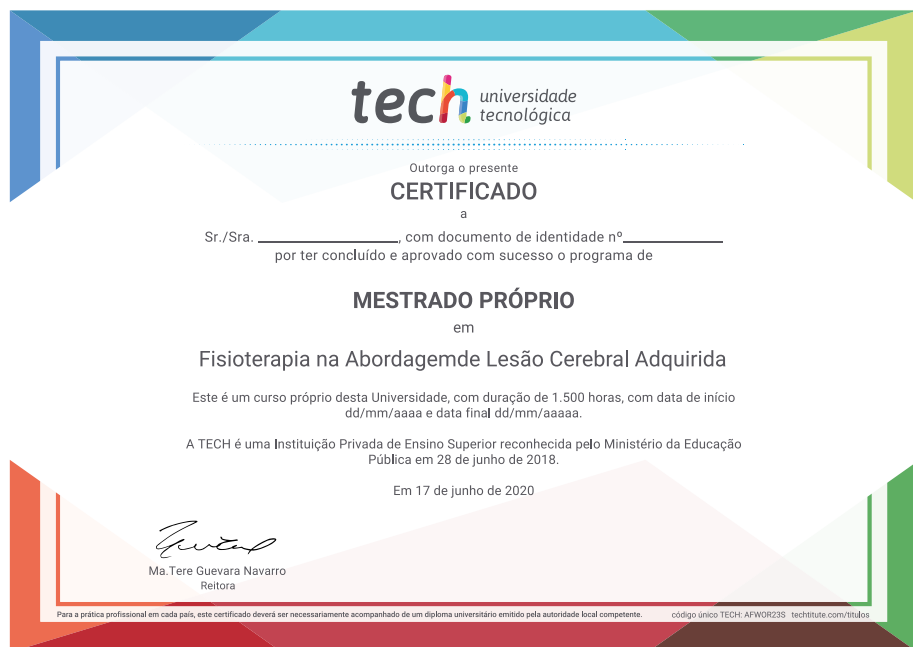 tech universidade
tecnológica
Outorga o presente
CERTIFICADO
a
Sr./Sra. ____________, com documento de identidade nº____________
por ter concluído e aprovado com sucesso o programa de
MESTRADO PRÓPRIO
em
Fisioterapia na Abordagemde Lesão Cerebral Adquirida
Este é um curso próprio desta Universidade, com duração de 1.500 horas, com data de início
dd/mm/aaaa e data final dd/mm/aaaaa.
A TECH é uma Instituição Privada de Ensino Superior reconhecida pelo Ministério da Educação
Pública em 28 de junho de 2018.
Em 17 de junho de 2020
Ma.Tere Guevara Navarro
Reitora
Para a prática profissional em cada país, este certificado deverá ser necessariamente acompanhado de um diploma universitário emitido pela autoridade local competente. código único TECH: AFWOR23S techtitute.com/titulos